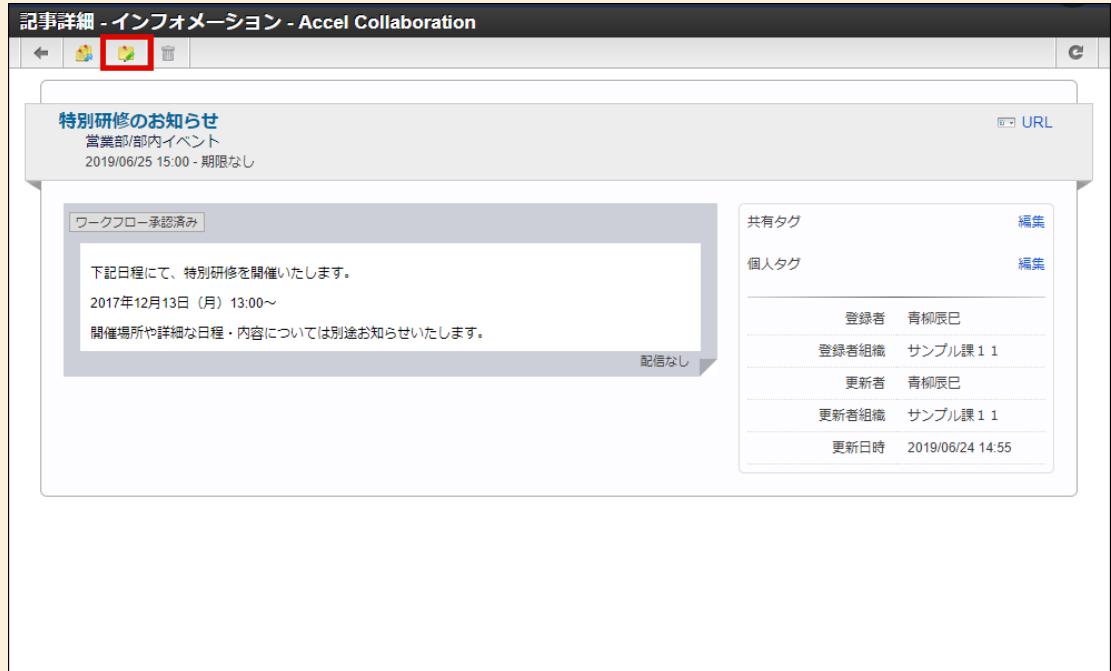 記事詳細 - インフォメーション - Accel Collaboration
特別研修のお知らせ
URL
営業部/部内イベント
2019/06/25 15:00 - 期限なし
ワークフロー承認済み
下記日程にて、特別研修を開催いたします。
2017年12月13日（月）13:00～
開催場所や詳細な日程・内容については別途お知らせいたします。
配信なし
共有タグ 編集
個人タグ 編集
登録者 青柳辰巳
登録者組織 サンプル課１１
更新者 青柳辰巳
更新者組織 サンプル課１１
更新日時 2019/06/24 14:55